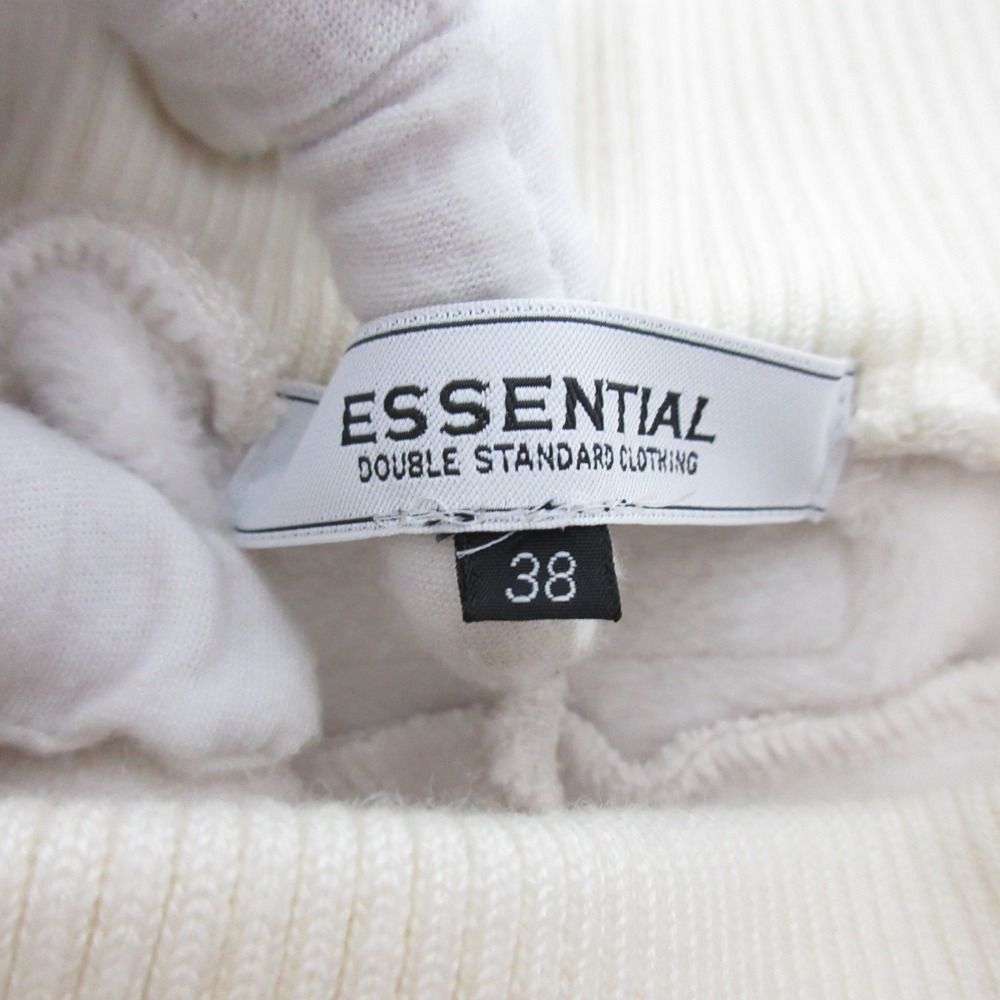 ESSENTIAL
DOUBLE STANDARD CLOTHING
38